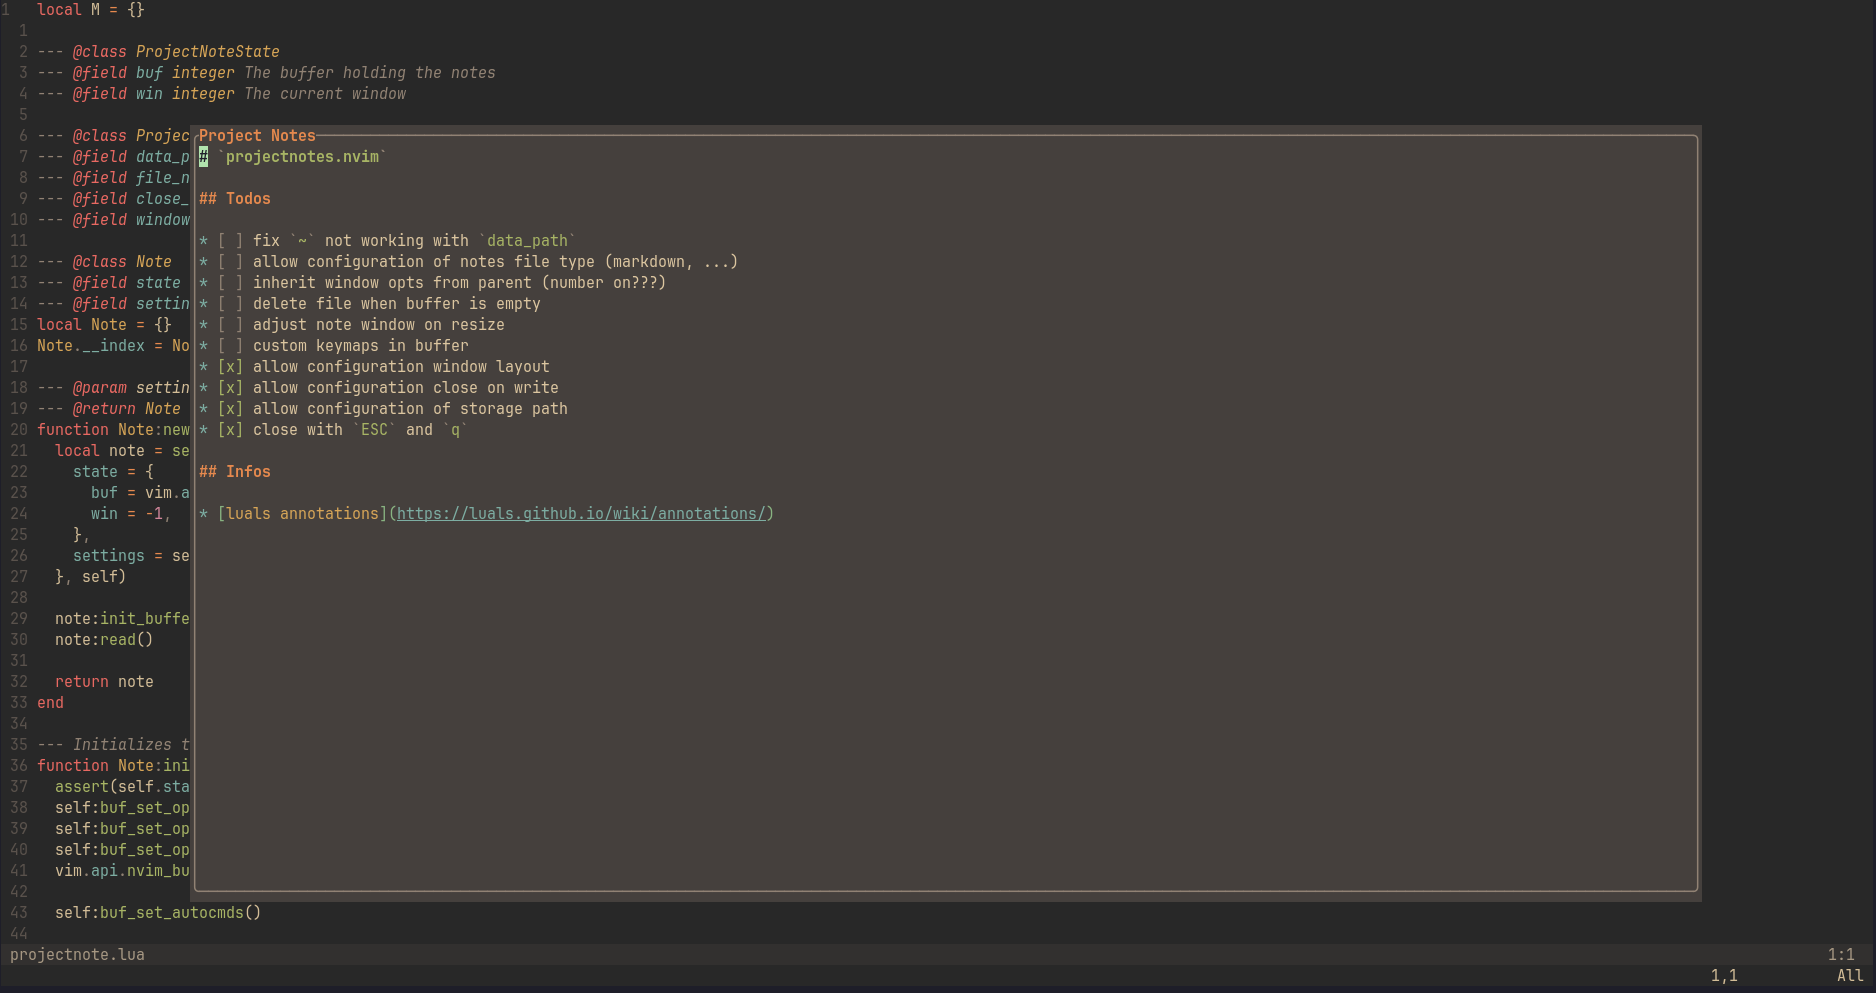 1   local M = {}
  1
  2 --- @class ProjectNoteState
  3 --- @field buf integer The buffer holding the notes
  4 --- @field win integer The current window
  5
  6 --- @class Projec
  7 --- @field data_p
  8 --- @field file_n
  9 --- @field close_
 10 --- @field window
 11
 12 --- @class Note
 13 --- @field state
 14 --- @field settin
 15 local Note = {}
 16 Note.__index = No
 17
 18 --- @param settin
 19 --- @return Note
 20 function Note:new
 21   local note = se
 22     state = {
 23       buf = vim.a
 24       win = -1,
 25     },
 26     settings = se
 27   }, self)
 28
 29   note:init_buffe
 30   note:read()
 31
 32   return note
 33 end
 34
 35 --- Initializes t
 36 function Note:ini
 37   assert(self.sta
 38   self:buf_set_op
 39   self:buf_set_op
 40   self:buf_set_op
 41   vim.api.nvim_bu
 42
 43   self:buf_set_autocmds()
 44
Project Notes
# `projectnotes.nvim`
## Todos
* [ ] fix `~` not working with `data_path`
* [ ] allow configuration of notes file type (markdown, ...)
* [ ] inherit window opts from parent (number on???)
* [ ] delete file when buffer is empty
* [ ] adjust note window on resize
* [ ] custom keymaps in buffer
* [x] allow configuration window layout
* [x] allow configuration close on write
* [x] allow configuration of storage path
* [x] close with `ESC` and `q`
## Infos
* [luals annotations](https://luals.github.io/wiki/annotations/)
projectnote.lua 1:1
1,1 All